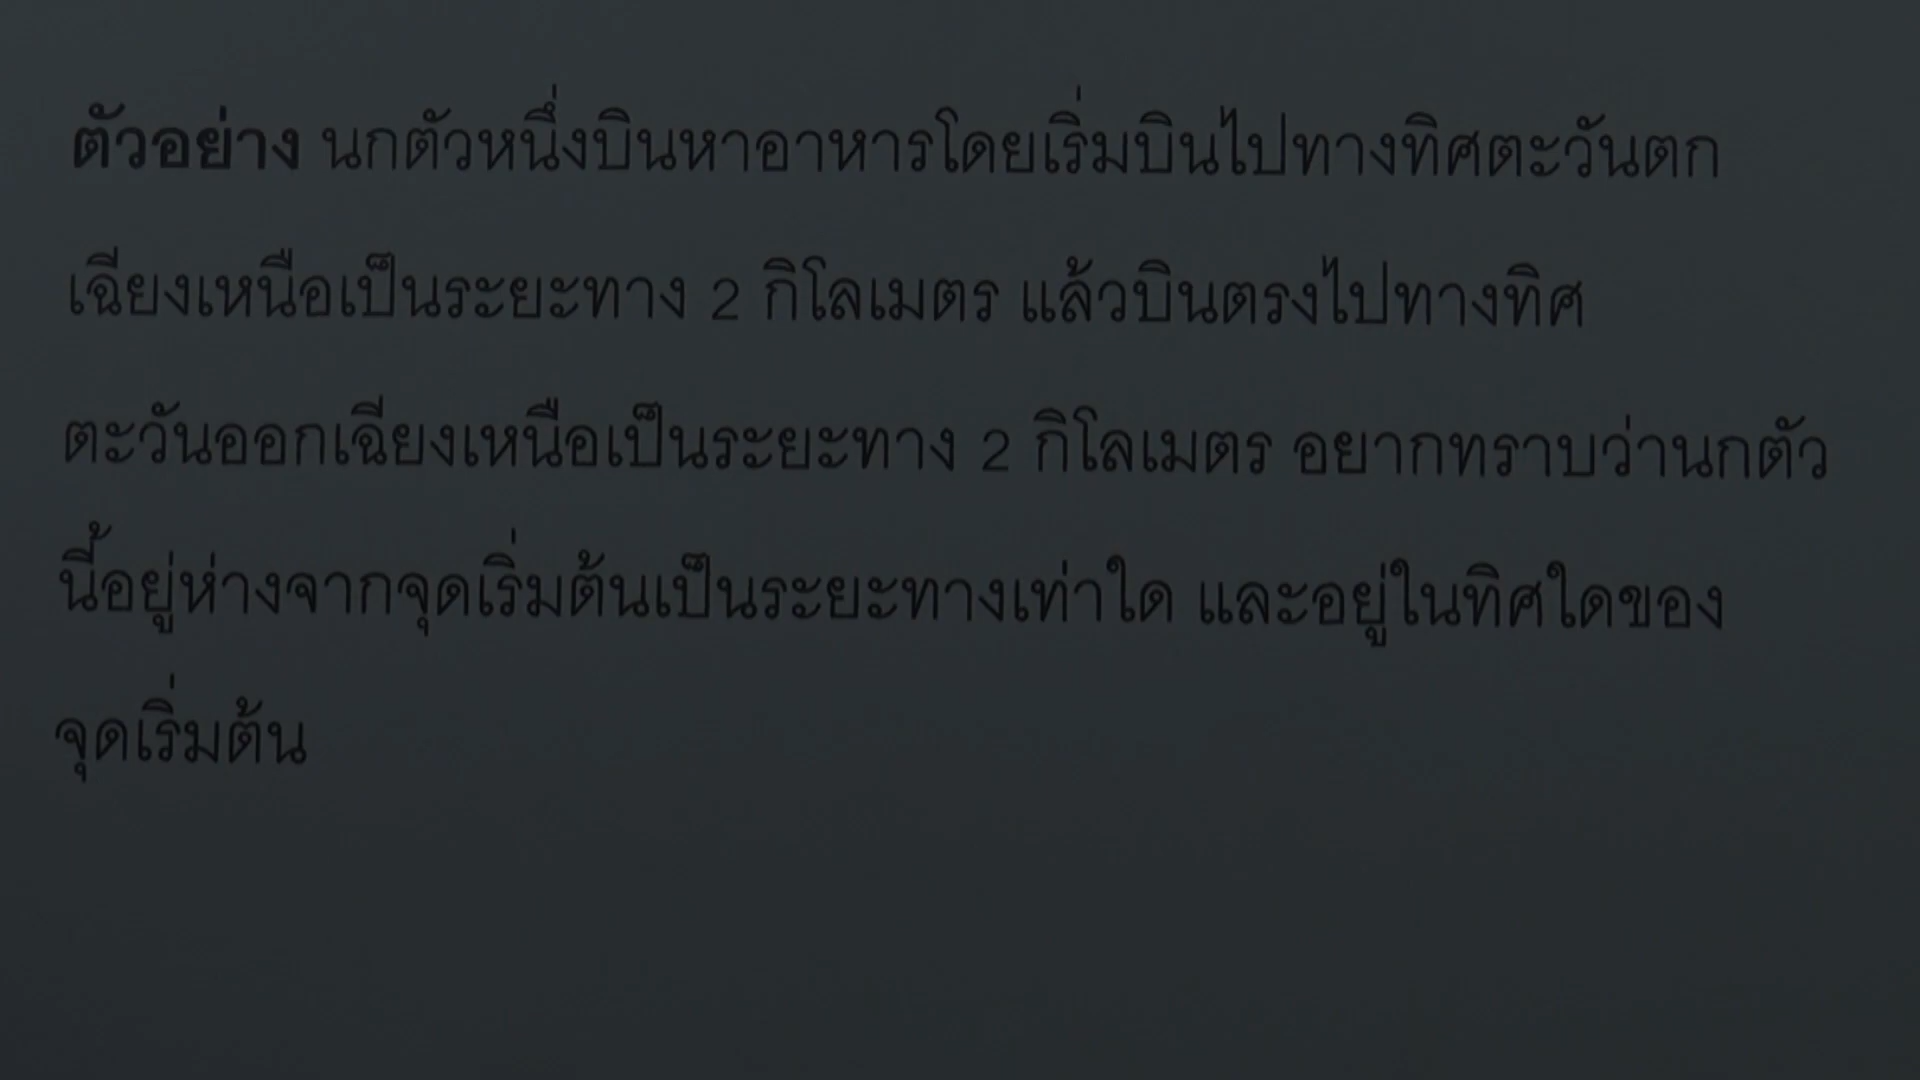 ตัวอย่าง นกตัวหนึ่งบินหาอาหารโดยเริ่มบินไปทางทิศตะวันตก
เฉียงเหนือเป็นระยะทาง 2 กิโลเมตร แล้วบินตรงไปทางทิศ
ตะวันออกเฉียงเหนือเป็นระยะทาง 2 กิโลเมตร อยากทราบว่านกตัว
นี้อยู่ห่างจากจุดเริ่มต้นเป็นระยะทางเท่าใด และอยู่ในทิศใดของ
จุดเริ่มต้น